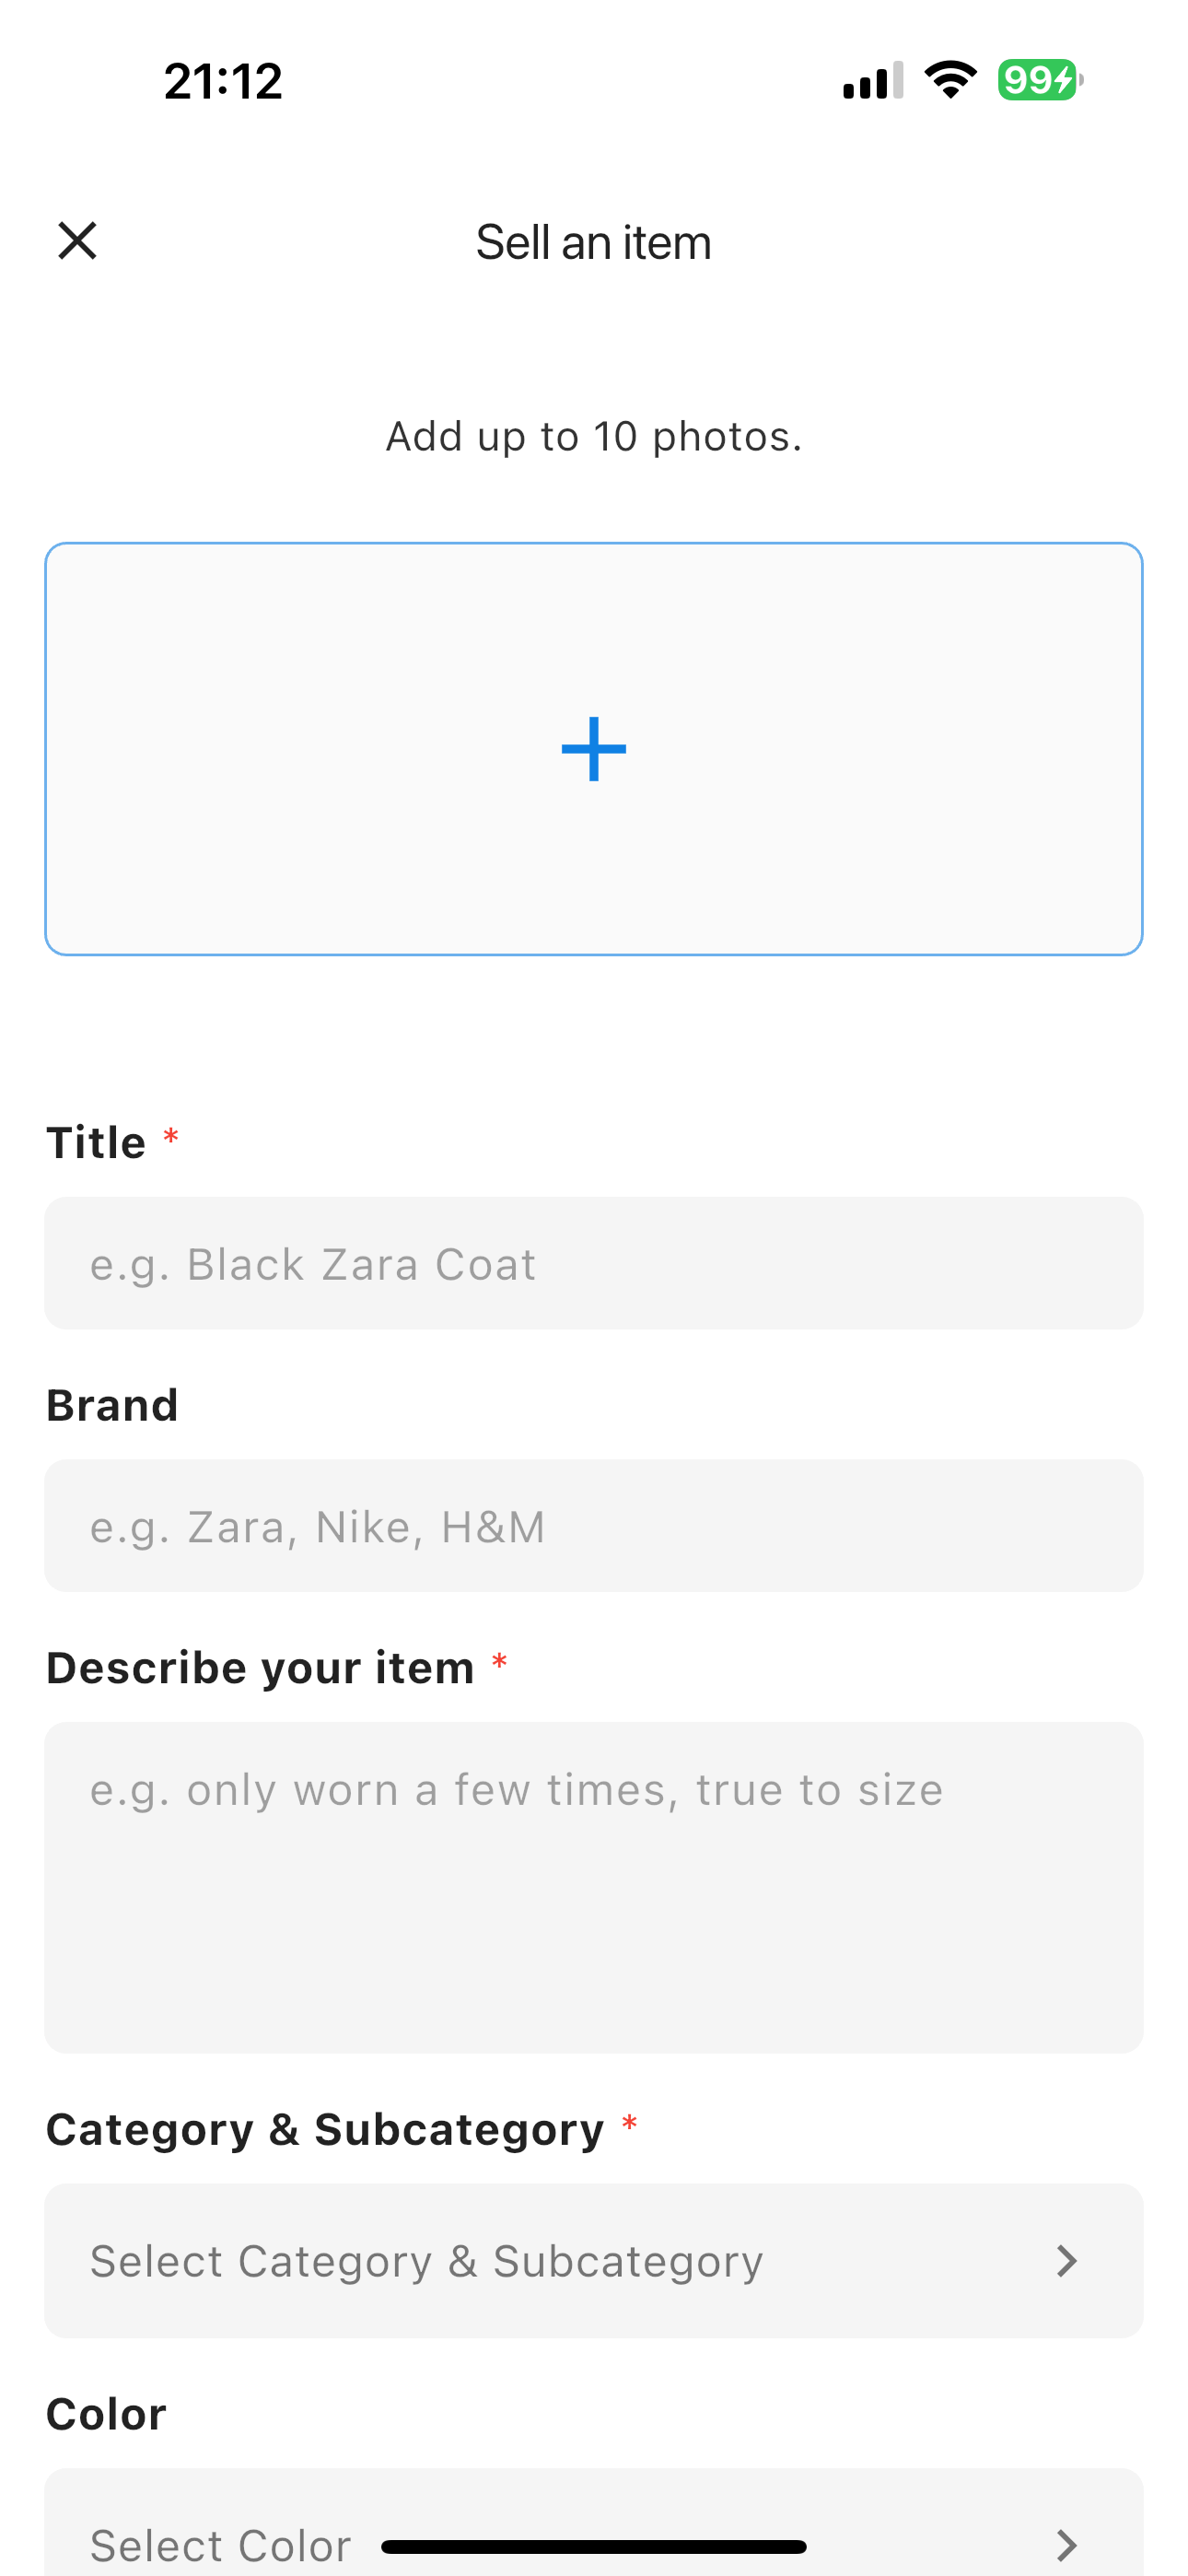 21:12
99
Sell an item
Add up to 10 photos.
Title *
e.g. Black Zara Coat
Brand
e.g. Zara, Nike, H&M
Describe your item *
e.g. only worn a few times, true to size
Category & Subcategory *
Select Category & Subcategory
Color
Select Color